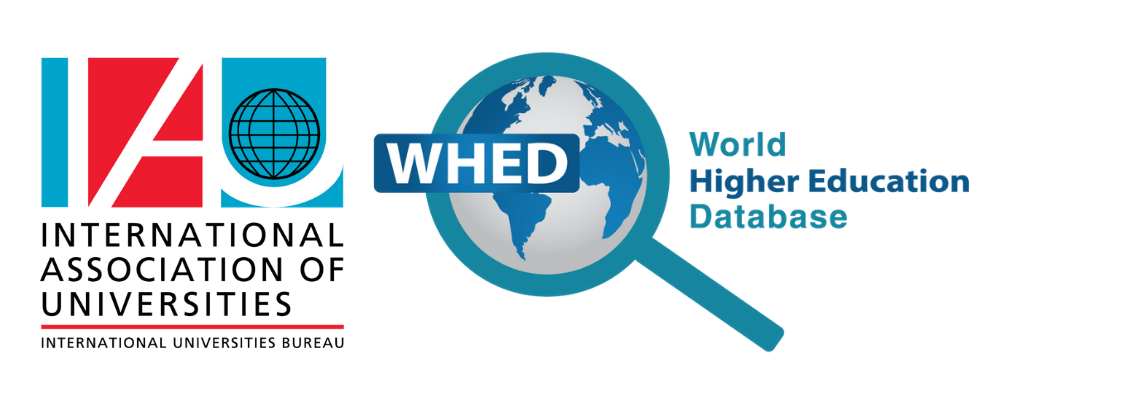 IAU
INTERNATIONAL
ASSOCIATION OF
UNIVERSITIES
INTERNATIONAL UNIVERSITIES BUREAU
WHED
World
Higher Education
Database